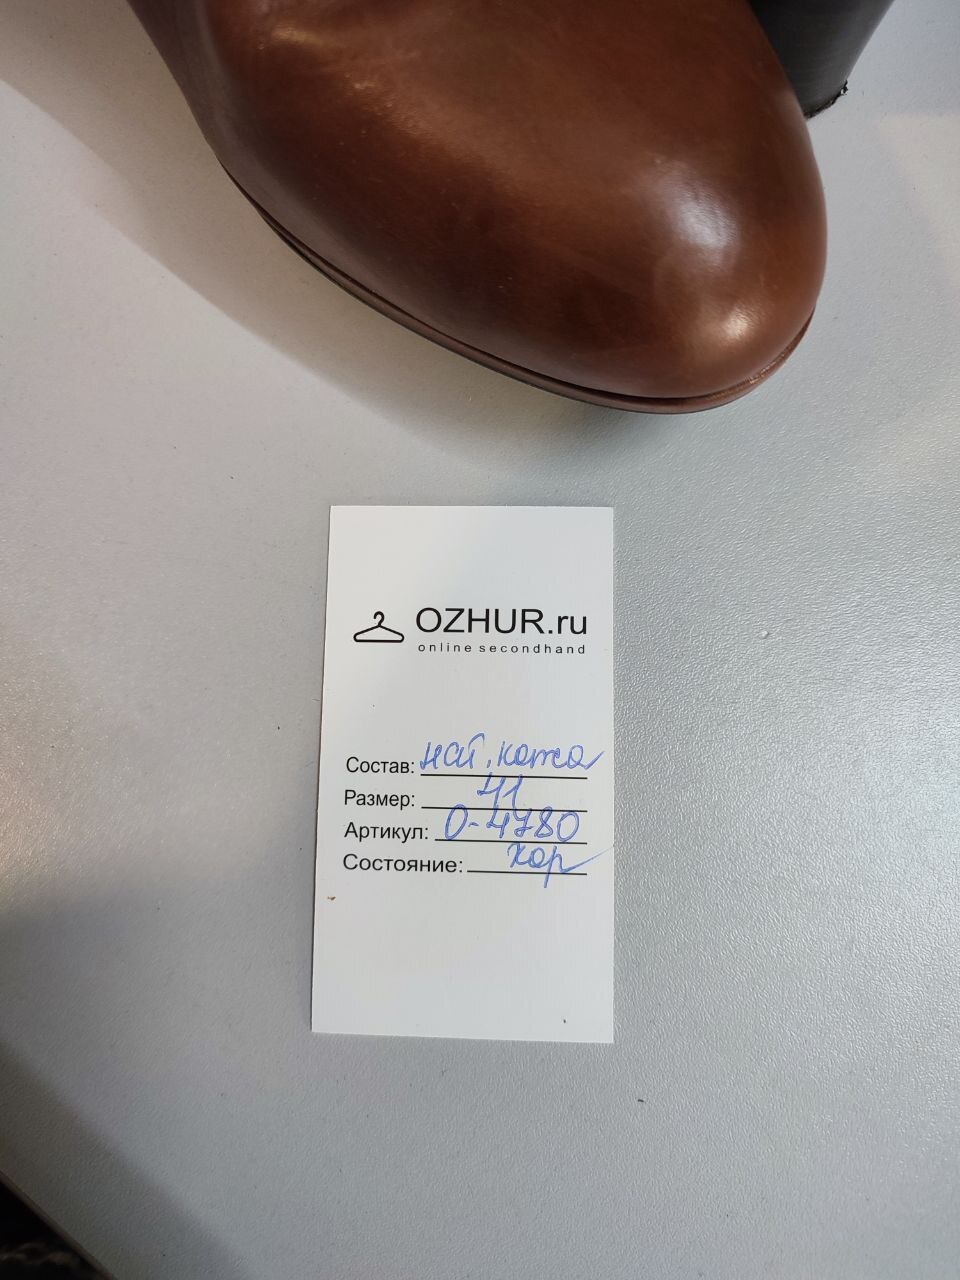 OZHUR.ru
online secondhand
Состав: нат. кожа
Размер: 41
Артикул: О-4780
Состояние: хор